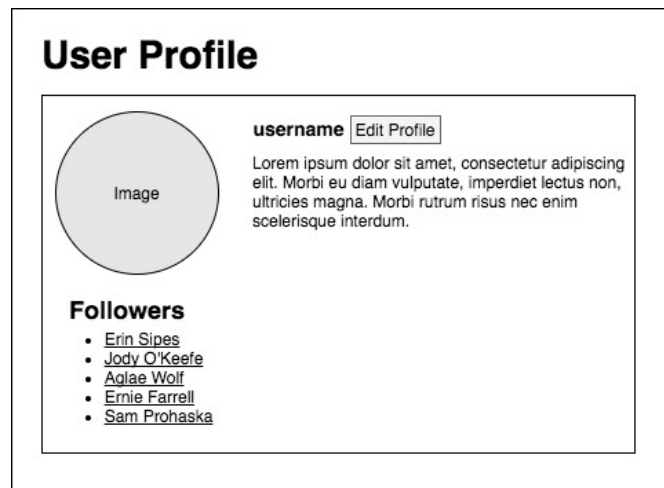 User Profile
Image
username Edit Profile
Lorem ipsum dolor sit amet, consectetur adipiscing
elit. Morbi eu diam vulputate, imperdiet lectus non,
ultricies magna. Morbi rutrum risus nec enim
scelerisque interdum.
Followers
• Erin Sipes
• Jody O'Keefe
• Aglae Wolf
• Ernie Farrell
• Sam Prohaska